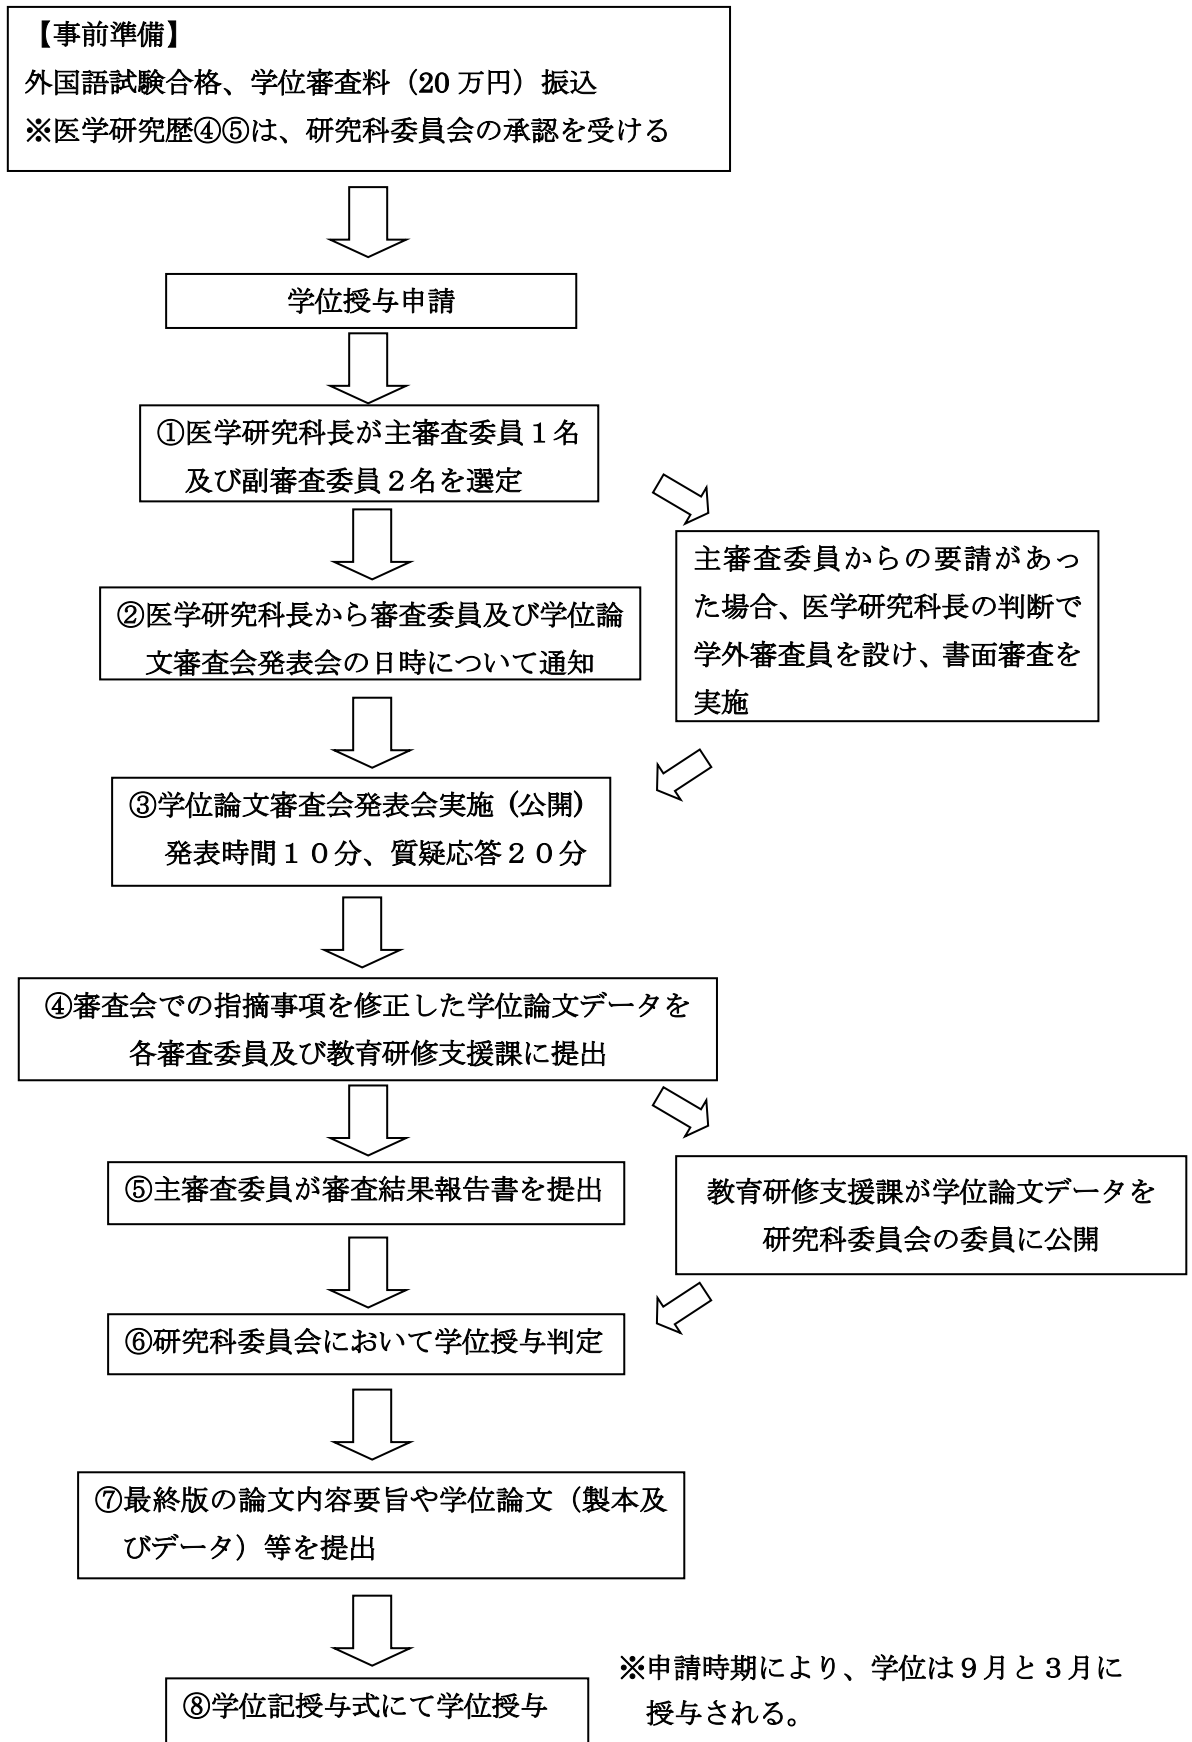 【事前準備】
外国語試験合格、学位審査料（20 万円）振込
※医学研究歴④⑤は、研究科委員会の承認を受ける
学位授与申請
①医学研究科長が主審査委員１名
及び副審査委員２名を選定
主審査委員からの要請があっ
た場合、医学研究科長の判断で
学外審査員を設け、書面審査を
実施
②医学研究科長から審査委員及び学位論
文審査会発表会の日時について通知
③学位論文審査会発表会実施（公開）
発表時間１０分、質疑応答２０分
④審査会での指摘事項を修正した学位論文データを
各審査委員及び教育研修支援課に提出
⑤主審査委員が審査結果報告書を提出
教育研修支援課が学位論文データを
研究科委員会の委員に公開
⑥研究科委員会において学位授与判定
⑦最終版の論文内容要旨や学位論文（製本及
びデータ）等を提出
⑧学位記授与式にて学位授与
※申請時期により、学位は９月と３月に
授与される。